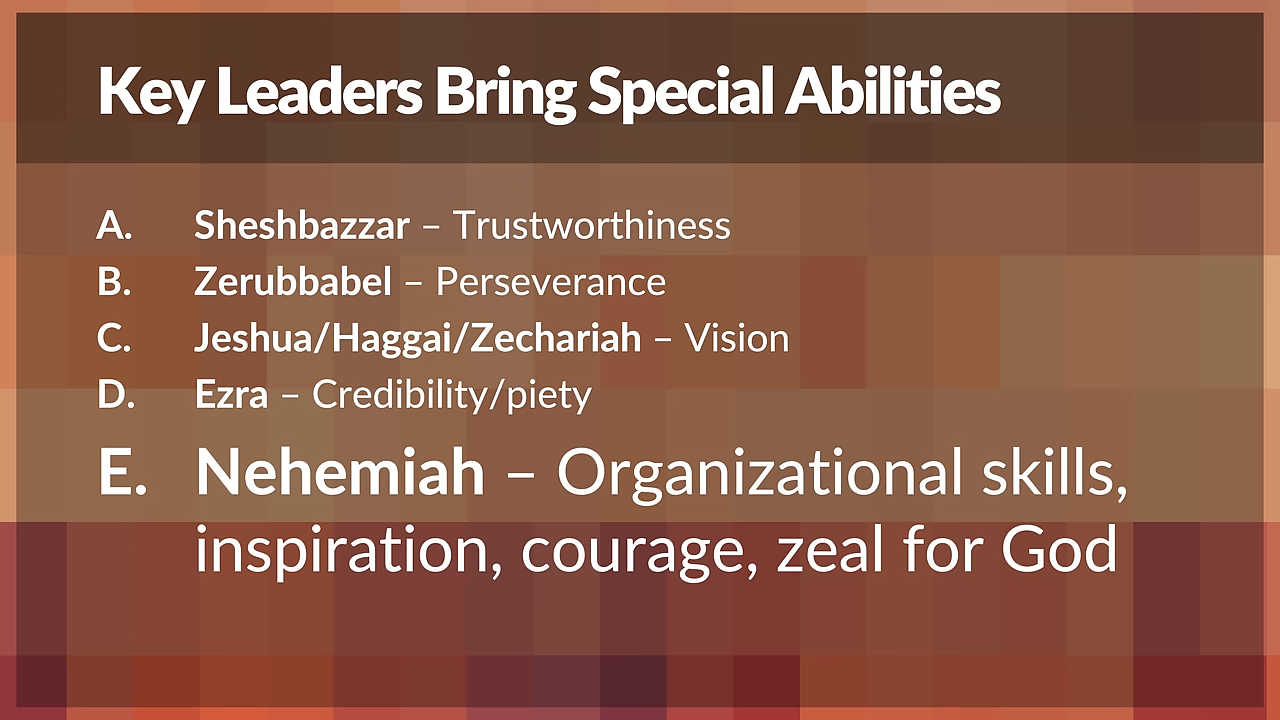 Key Leaders Bring Special Abilities
A. Sheshbazzar – Trustworthiness
B. Zerubbabel – Perseverance
C. Jeshua/Haggai/Zechariah – Vision
D. Ezra – Credibility/piety
E. Nehemiah – Organizational skills,
inspiration, courage, zeal for God